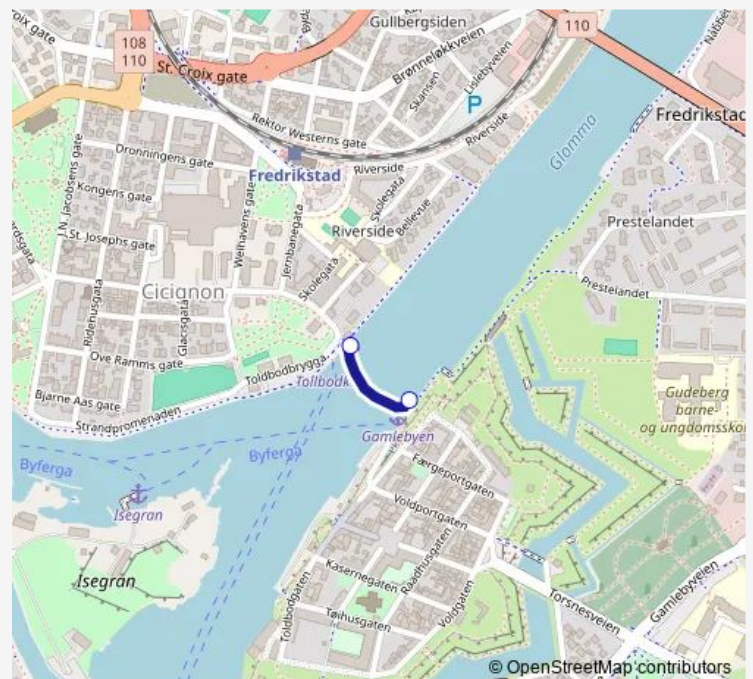 Gullbergsiden
110
108
110
St. Croix gate
Brønneløkkveien
Skansen
Lislebyveien
P
Rektor Westerns gate
Riverside
Glomma
Fredrikstad
Dronningens gate
Fredrikstad
Riverside
J.N. Jacobsens gate
Kongens gate
Skolegata
Bellevue
Prestelandet
St. Josephs gate
Welhavens gate
Jernbanegata
Riverside
Cicignon
Skolegata
Prestelandet
Ridehusgata
Glacisgata
Ove Ramms gate
Toldbodbrygga
Tollbodk
Bjarne Aas gate
Strandpromenaden
Gudeberg
barne-
og ungdomsskol
Gamlebyen
Byferga
Byferga
Færgeportgaten
Isegran
Voldportgaten
Isegran
Kasernegaten
Raadhusgaten
Voldgaten
Toldbodgaten
Tøihusgaten
Torsnesveien
Gamlebyveien
© OpenStreetMap contributors